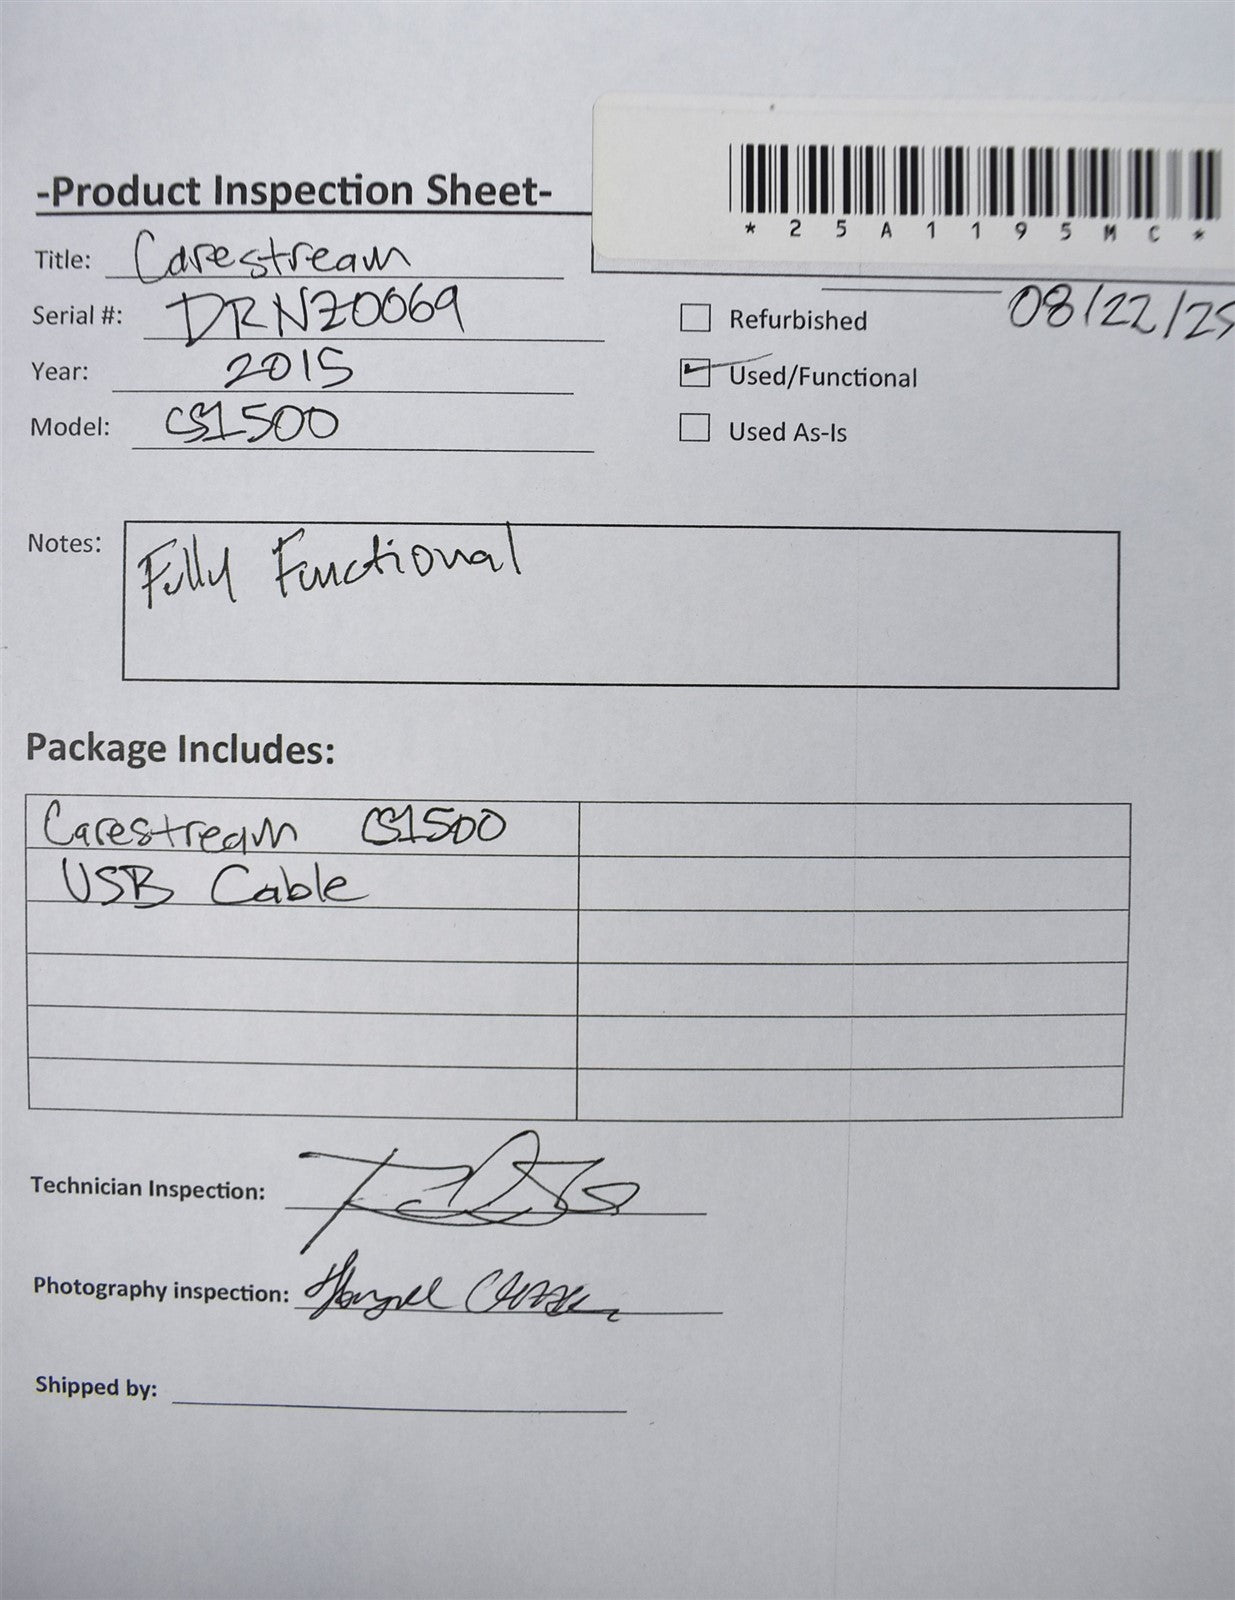 *25A1195MC*
-Product Inspection Sheet-
Title: Carestream
Serial #: DRNZ0069
08/22/25
Refurbished
Year: 2015
Used/Functional
Model: CS1500
Used As-Is
Notes: Fully Functional
Package Includes:
Carestream CS1500
USB Cable
Technician Inspection:
Photography inspection:
Shipped by: